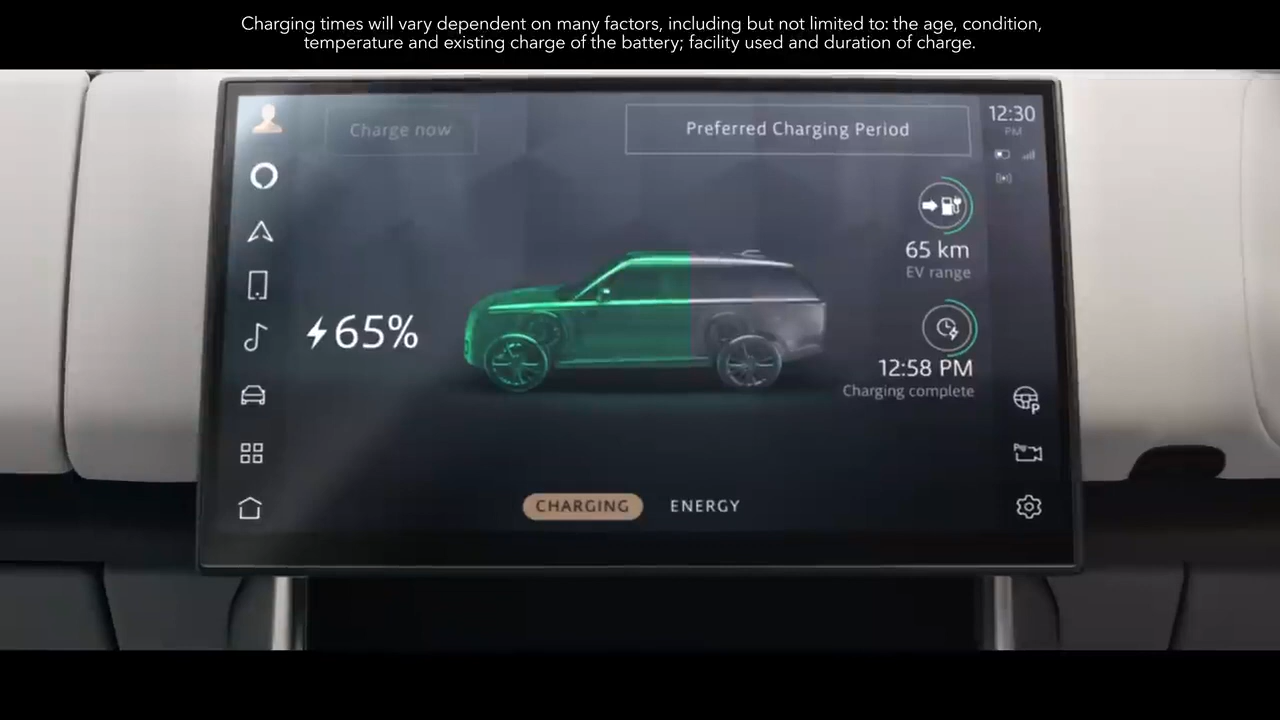 Charging times will vary dependent on many factors, including but not limited to: the age, condition,
temperature and existing charge of the battery; facility used and duration of charge.
Charge now
Preferred Charging Period
12:30
PM
65 km
EV range
65%
12:58 PM
Charging complete
P
CHARGING
ENERGY